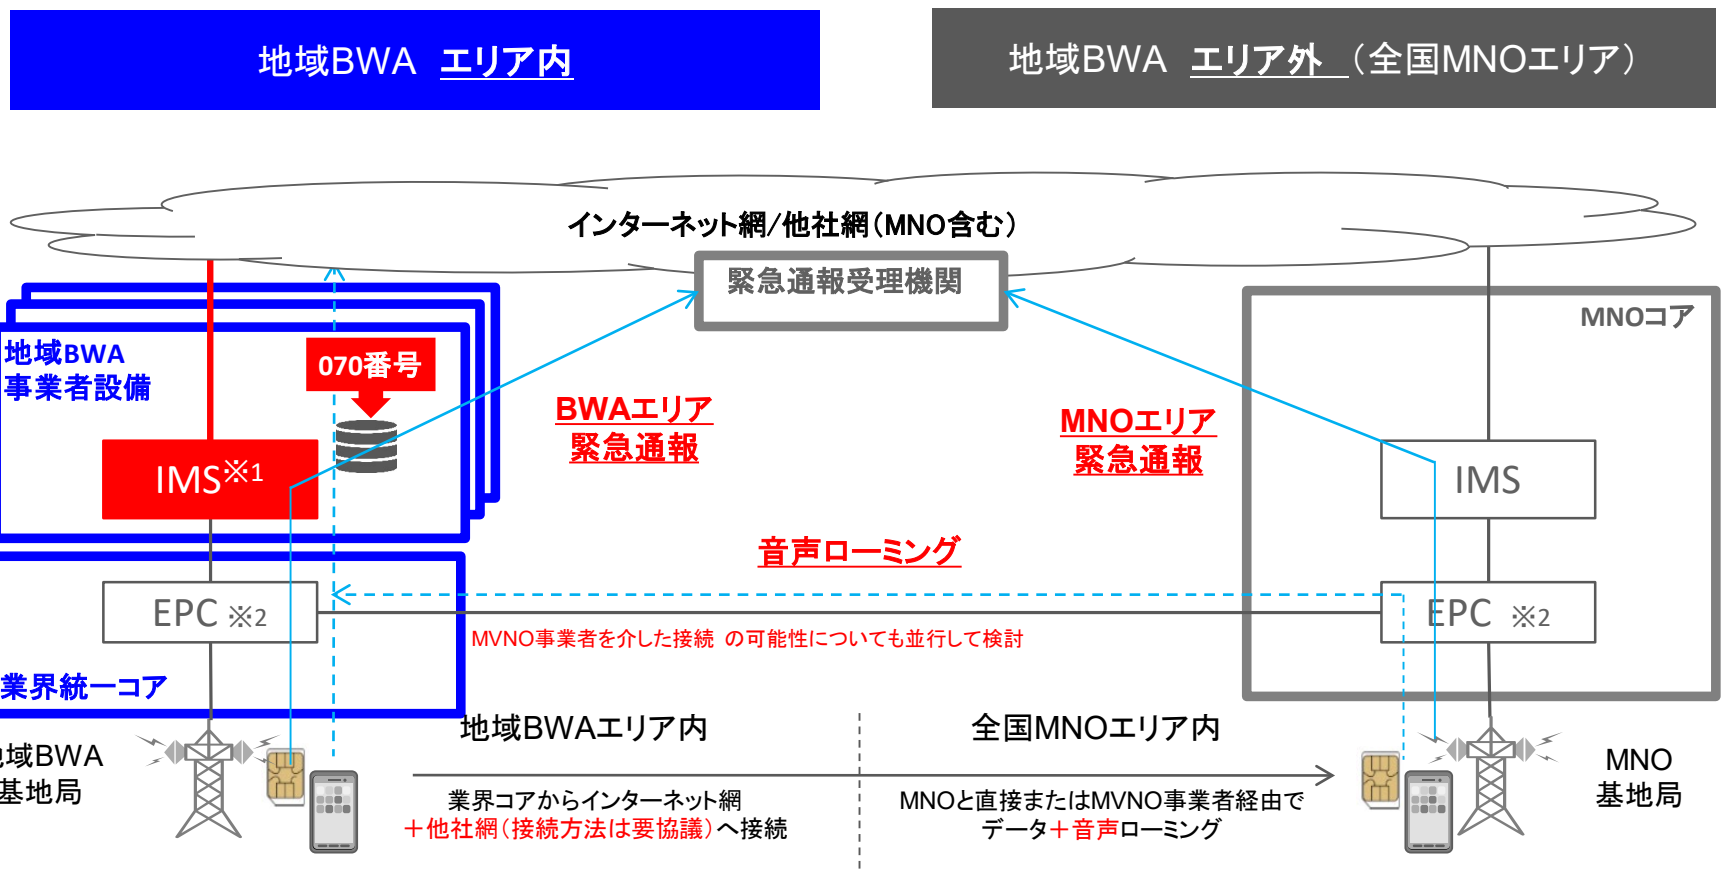 地域BWA エリア内
地域BWA エリア外（全国MNOエリア）
インターネット網/他社網（MNO含む）
緊急通報受理機関
MNOコア
地域BWA
事業者設備
070番号
BWAエリア
緊急通報
MNOエリア
緊急通報
IMS※1
IMS
音声ローミング
EPC ※2
EPC ※2
MVNO事業者を介した接続 の可能性についても並行して検討
業界統一コア
地域BWAエリア内
全国MNOエリア内
域BWA
基地局
MNO
基地局
業界コアからインターネット網
＋他社網（接続方法は要協議）へ接続
MNOと直接またはMVNO事業者経由で
データ＋音声ローミング